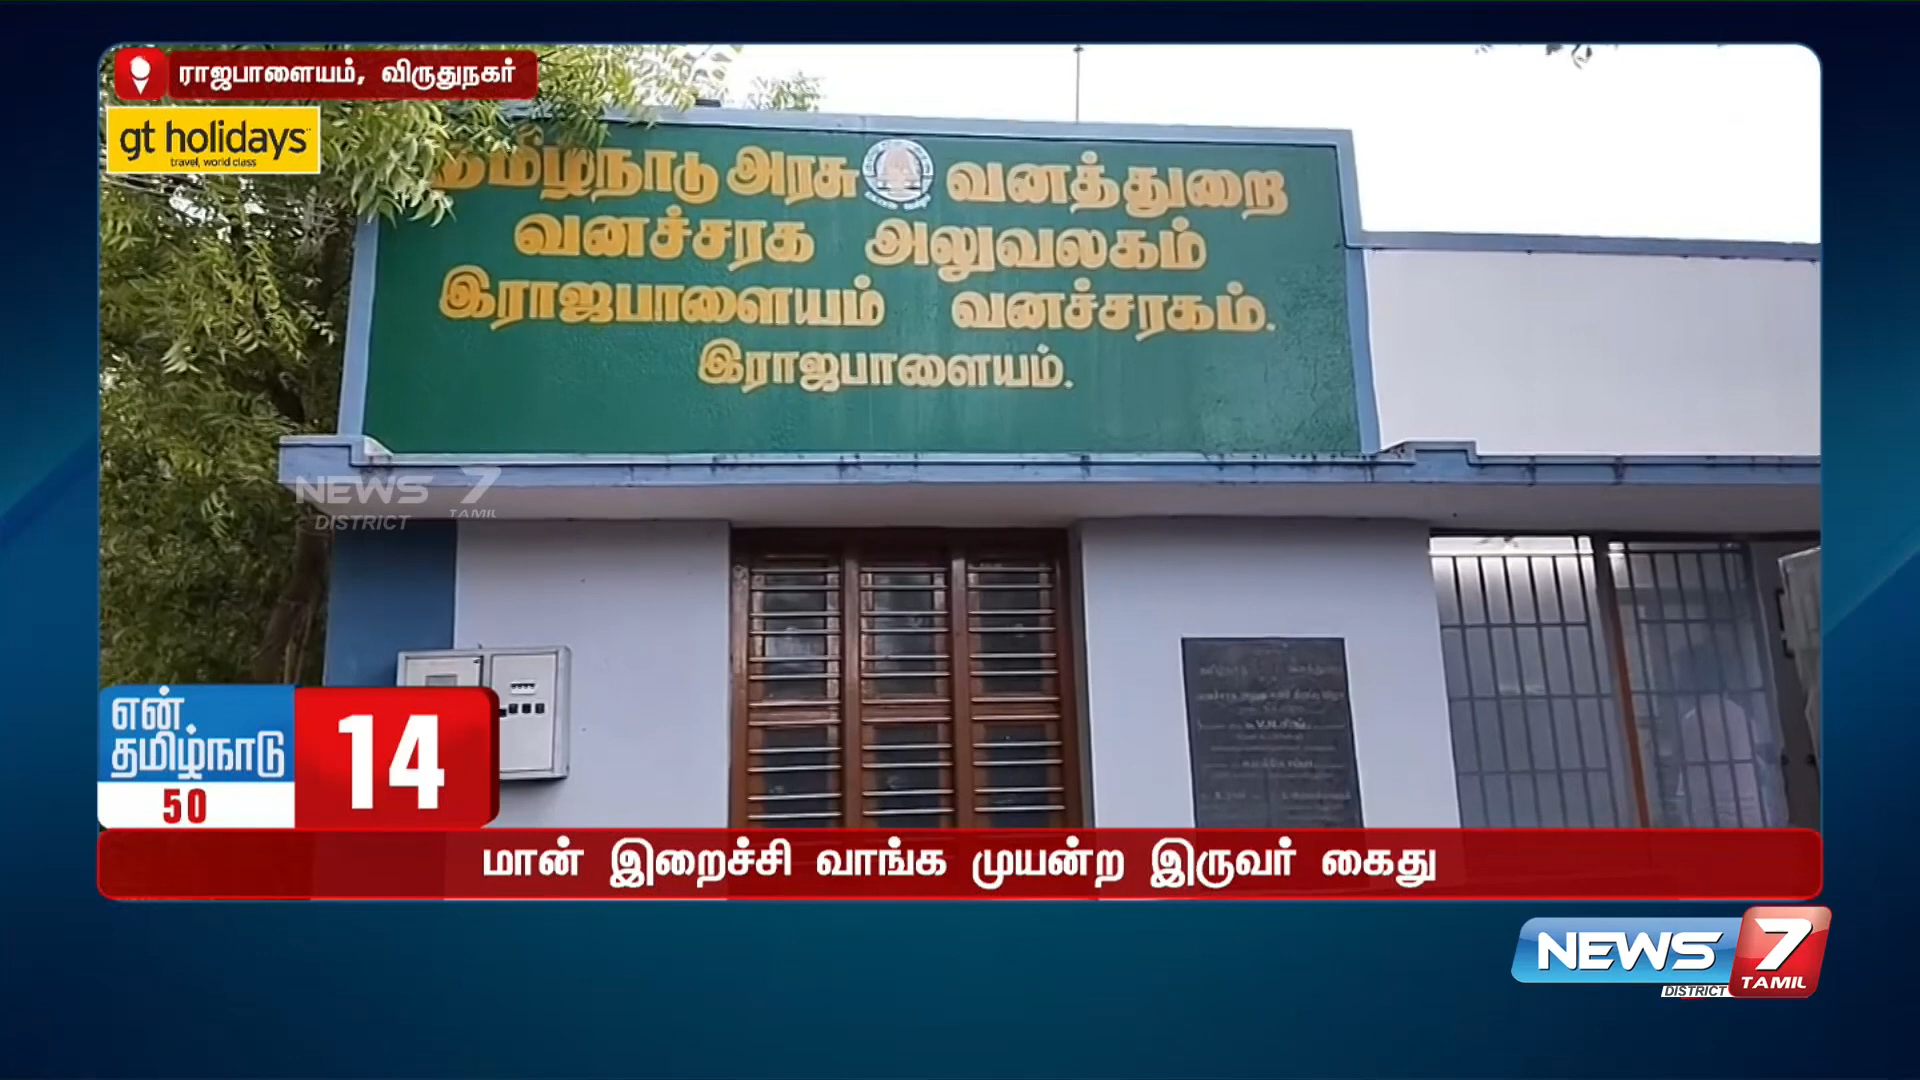 ராஜபாளையம், விருதுநகர்
gt holidays
travel, world class
தமிழ்நாடு அரசு வனத்துறை
வனச்சரக அலுவலகம்
இராஜபாளையம் வனச்சரகம்.
இராஜபாளையம்.
NEWS 7
DISTRICT TAMIL
என்
தமிழ்நாடு
50
14
மான் இறைச்சி வாங்க முயன்ற இருவர் கைது
NEWS 7
DISTRICT TAMIL